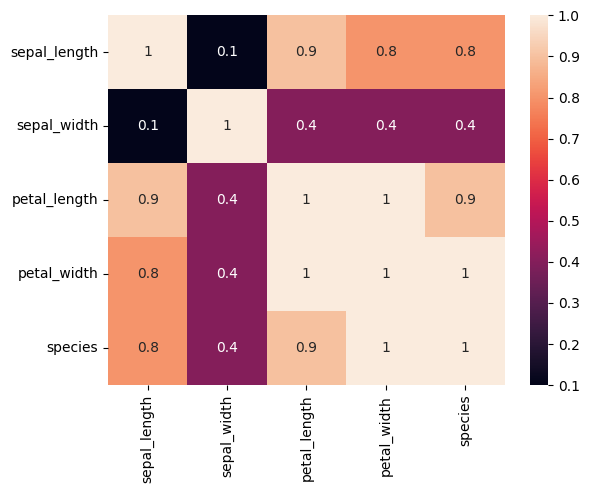 sepal_length 1 0.1 0.9 0.8 0.8
sepal_width 0.1 1 0.4 0.4 0.4
petal_length 0.9 0.4 1 1 0.9
petal_width 0.8 0.4 1 1 1
species 0.8 0.4 0.9 1 1
sepal_length
sepal_width
petal_length
petal_width
species
1.0
0.9
0.8
0.7
0.6
0.5
0.4
0.3
0.2
0.1